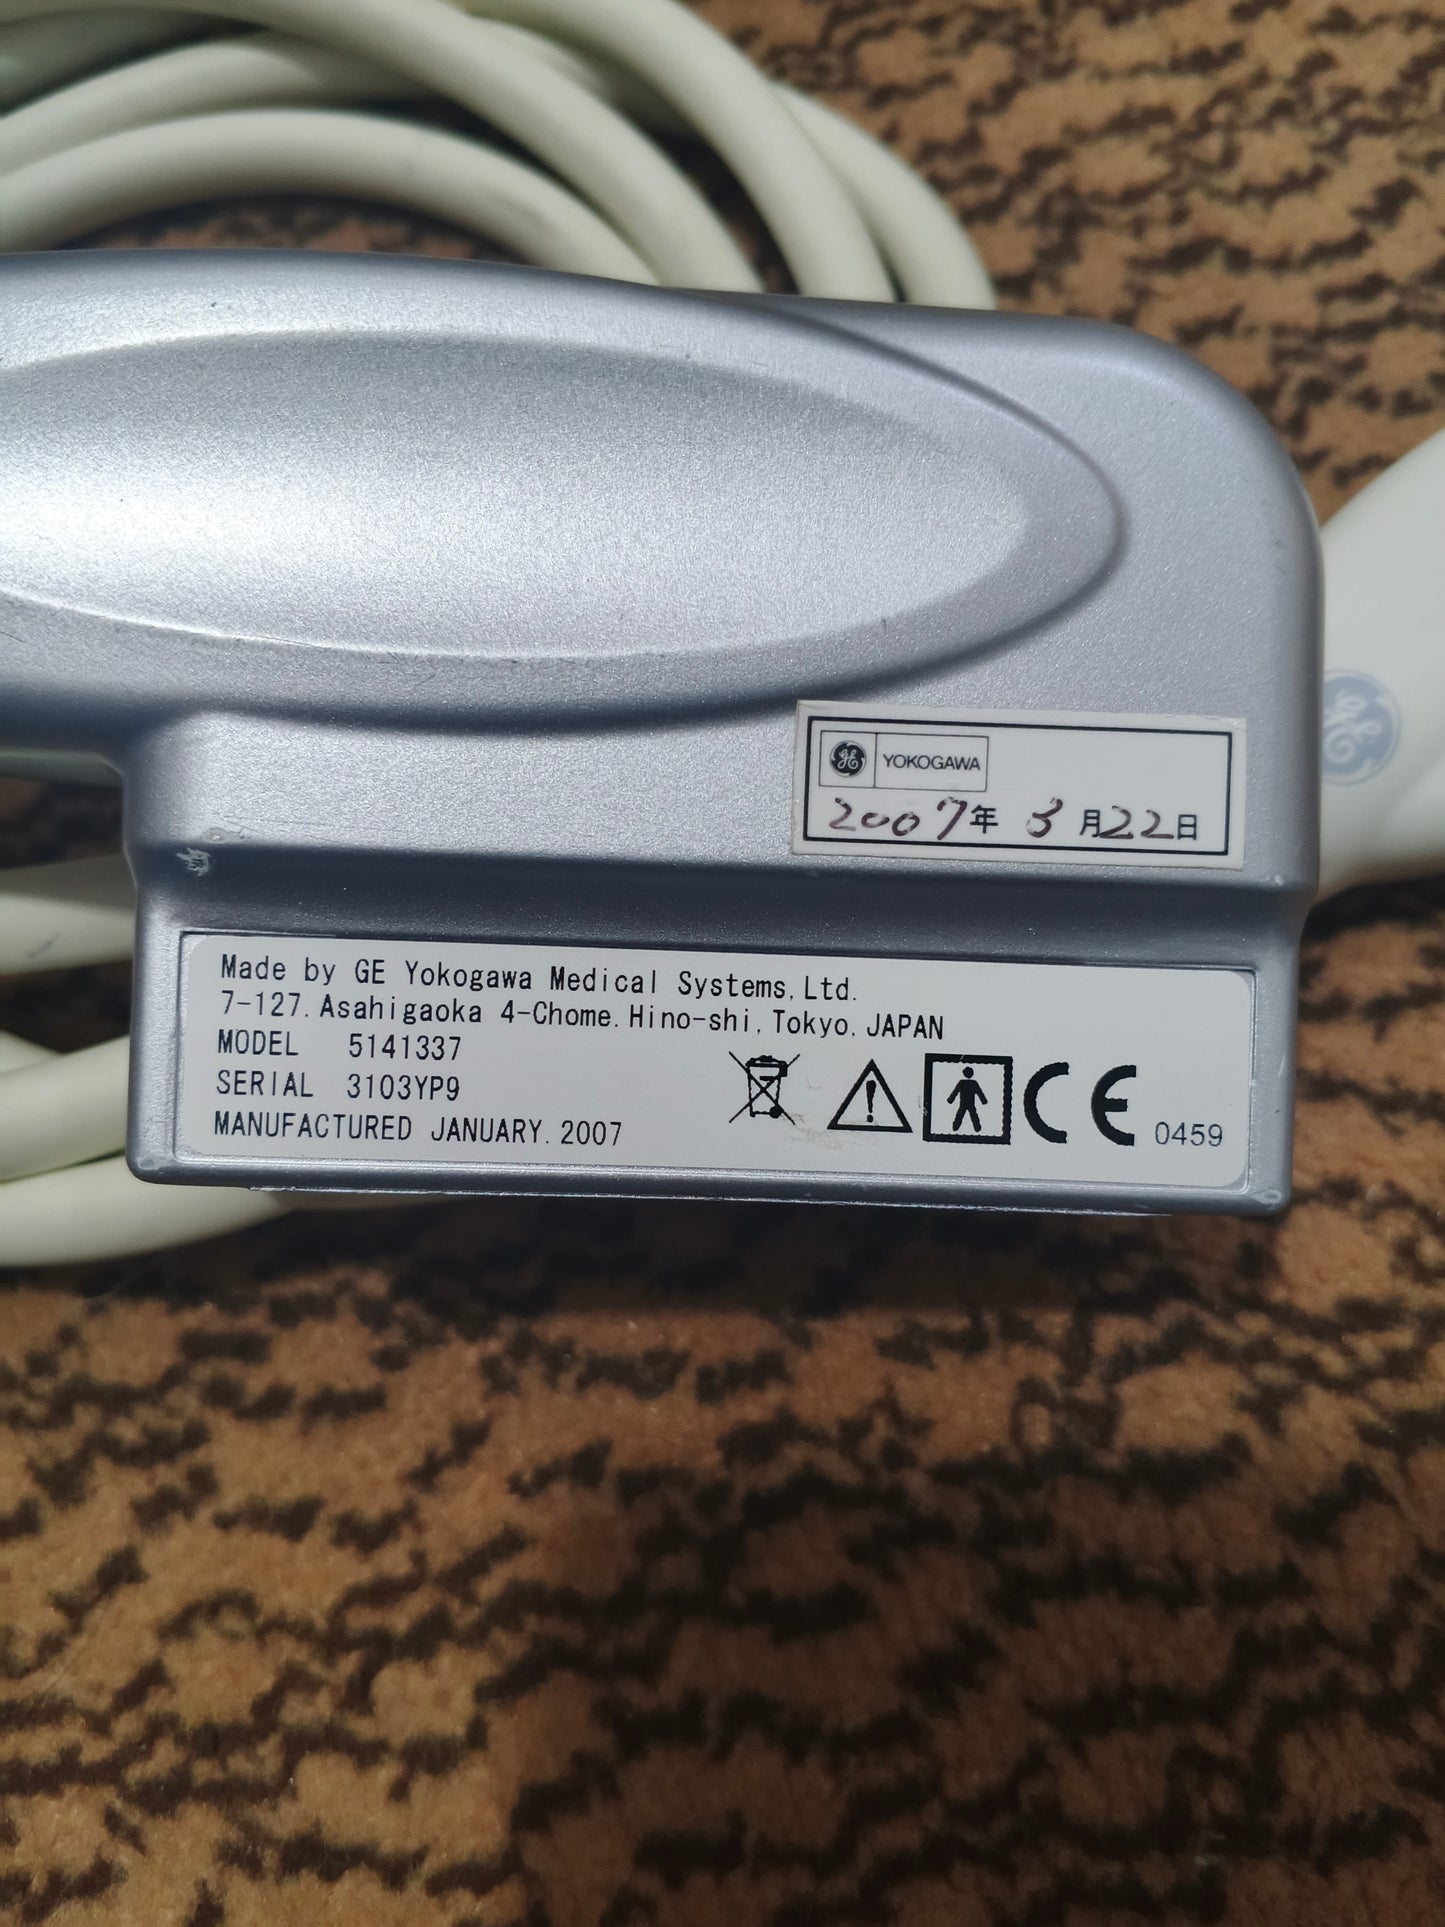 YOKOGAWA
2007年 3月22日
Made by GE Yokogawa Medical Systems,Ltd.
7-127.Asahigaoka 4-Chome.Hino-shi,Tokyo,JAPAN
MODEL 5141337
SERIAL 3103YP9
MANUFACTURED JANUARY.2007
CE 0459